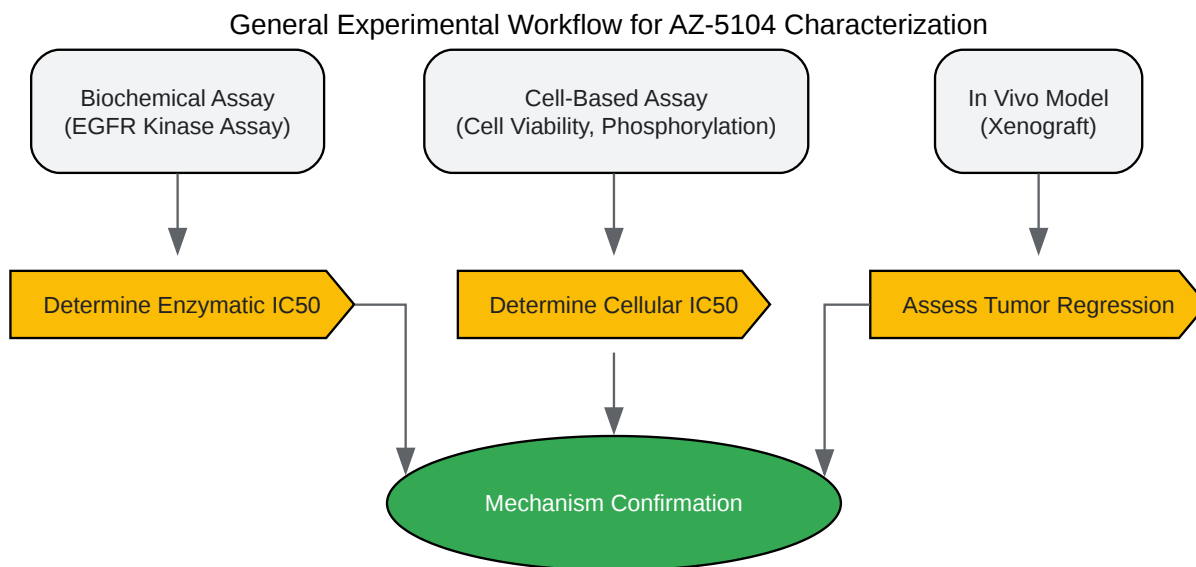 General Experimental Workflow for AZ-5104 Characterization
Biochemical Assay
(EGFR Kinase Assay)
Cell-Based Assay
(Cell Viability, Phosphorylation)
In Vivo Model
(Xenograft)
Determine Enzymatic IC50
Determine Cellular IC50
Assess Tumor Regression
Mechanism Confirmation